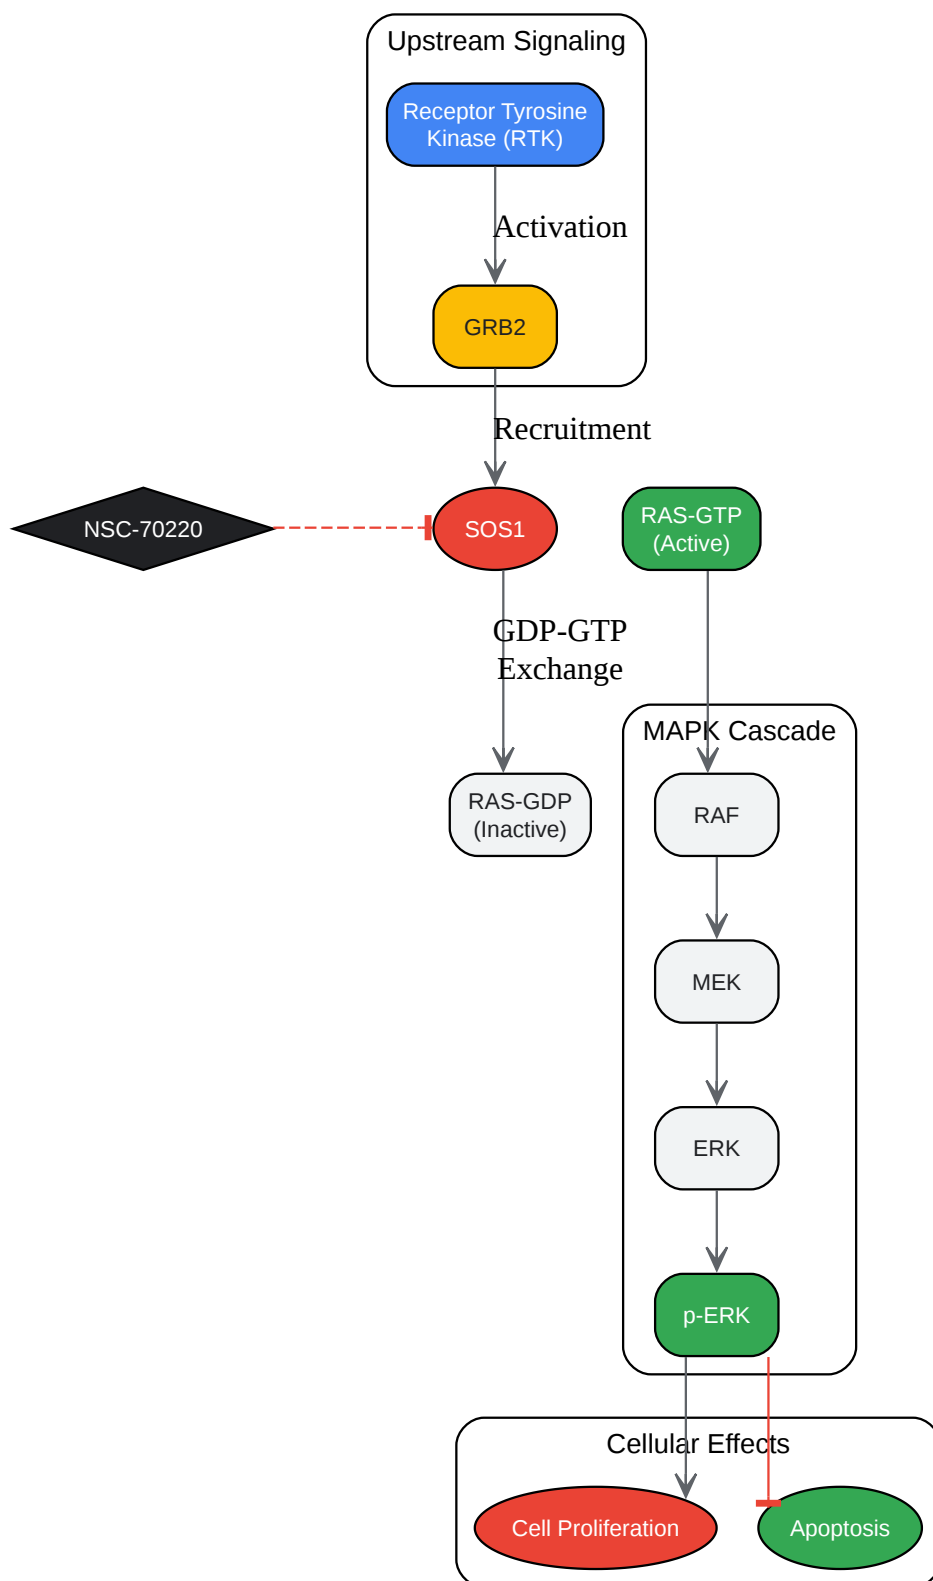 Upstream Signaling
Receptor Tyrosine
Kinase (RTK)
Activation
GRB2
Recruitment
NSC-70220
SOS1
RAS-GTP
(Active)
GDP-GTP
Exchange
MAPK Cascade
RAS-GDP
(Inactive)
RAF
MEK
ERK
p-ERK
Cellular Effects
Cell Proliferation
Apoptosis